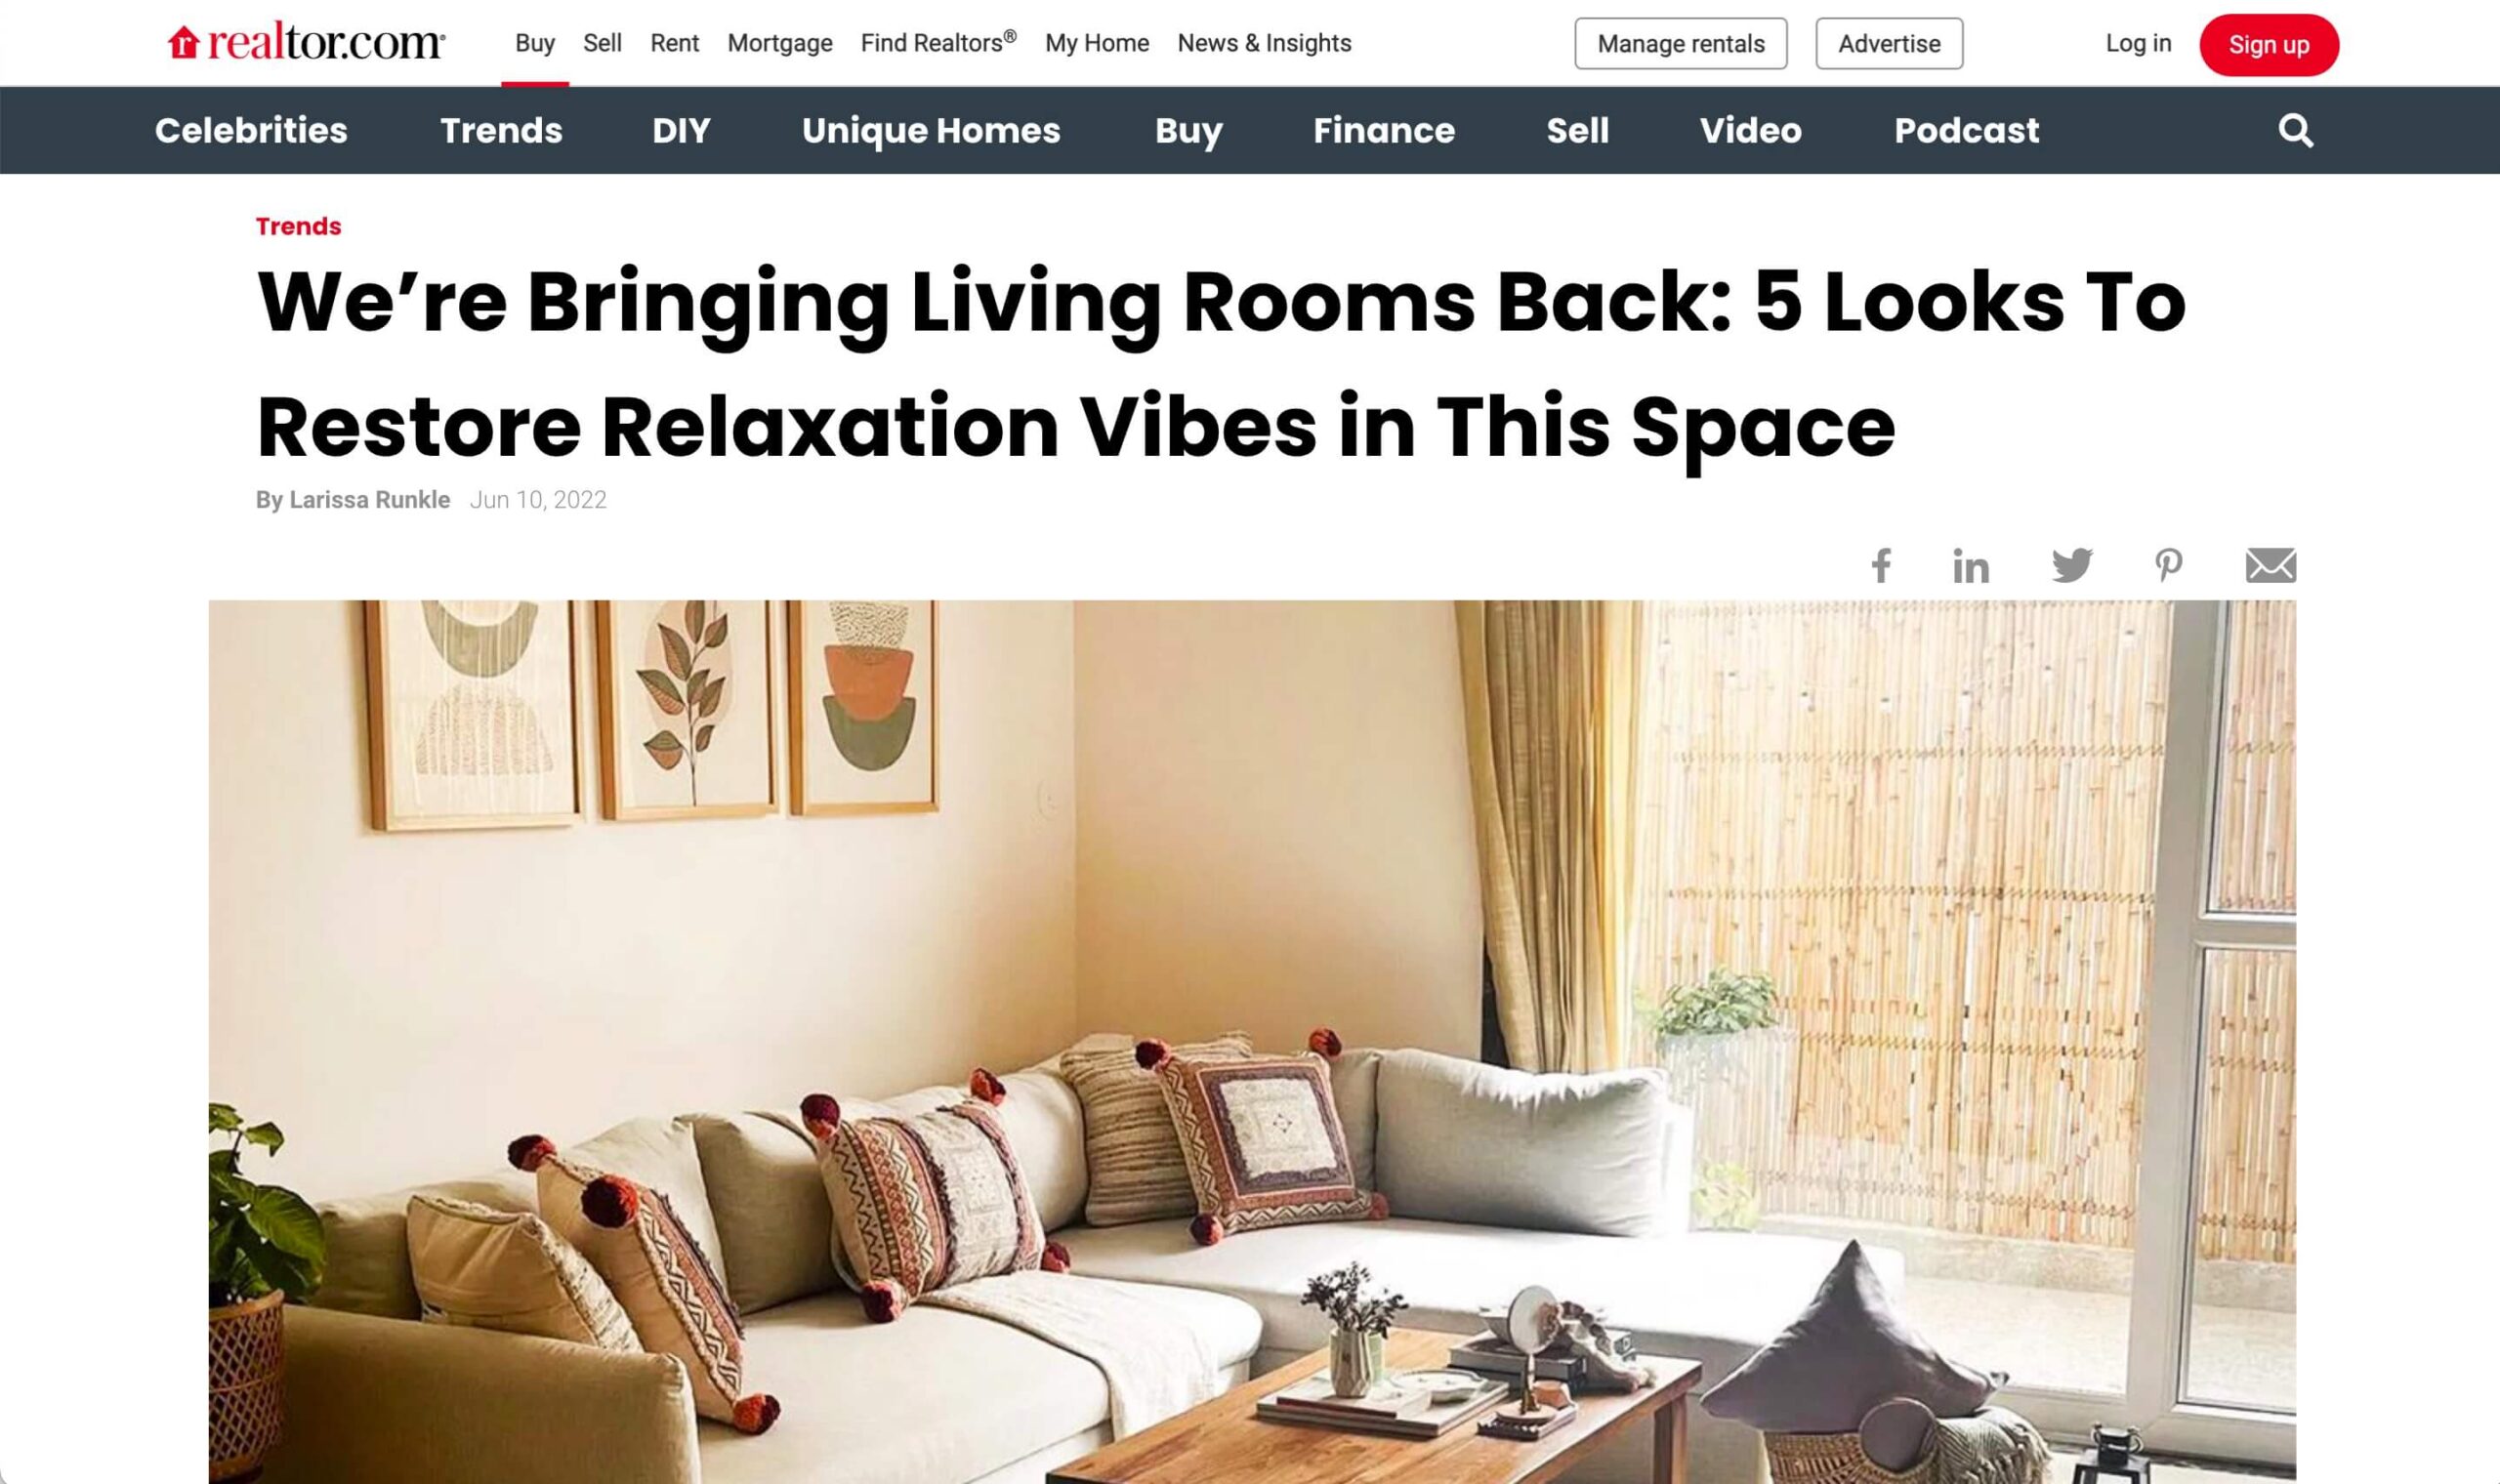 realtor.com
Buy Sell Rent Mortgage Find Realtors® My Home News & Insights Manage rentals Advertise Log in Sign up
Celebrities Trends DIY Unique Homes Buy Finance Sell Video Podcast
Trends
We’re Bringing Living Rooms Back: 5 Looks To
Restore Relaxation Vibes in This Space
By Larissa Runkle Jun 10, 2022